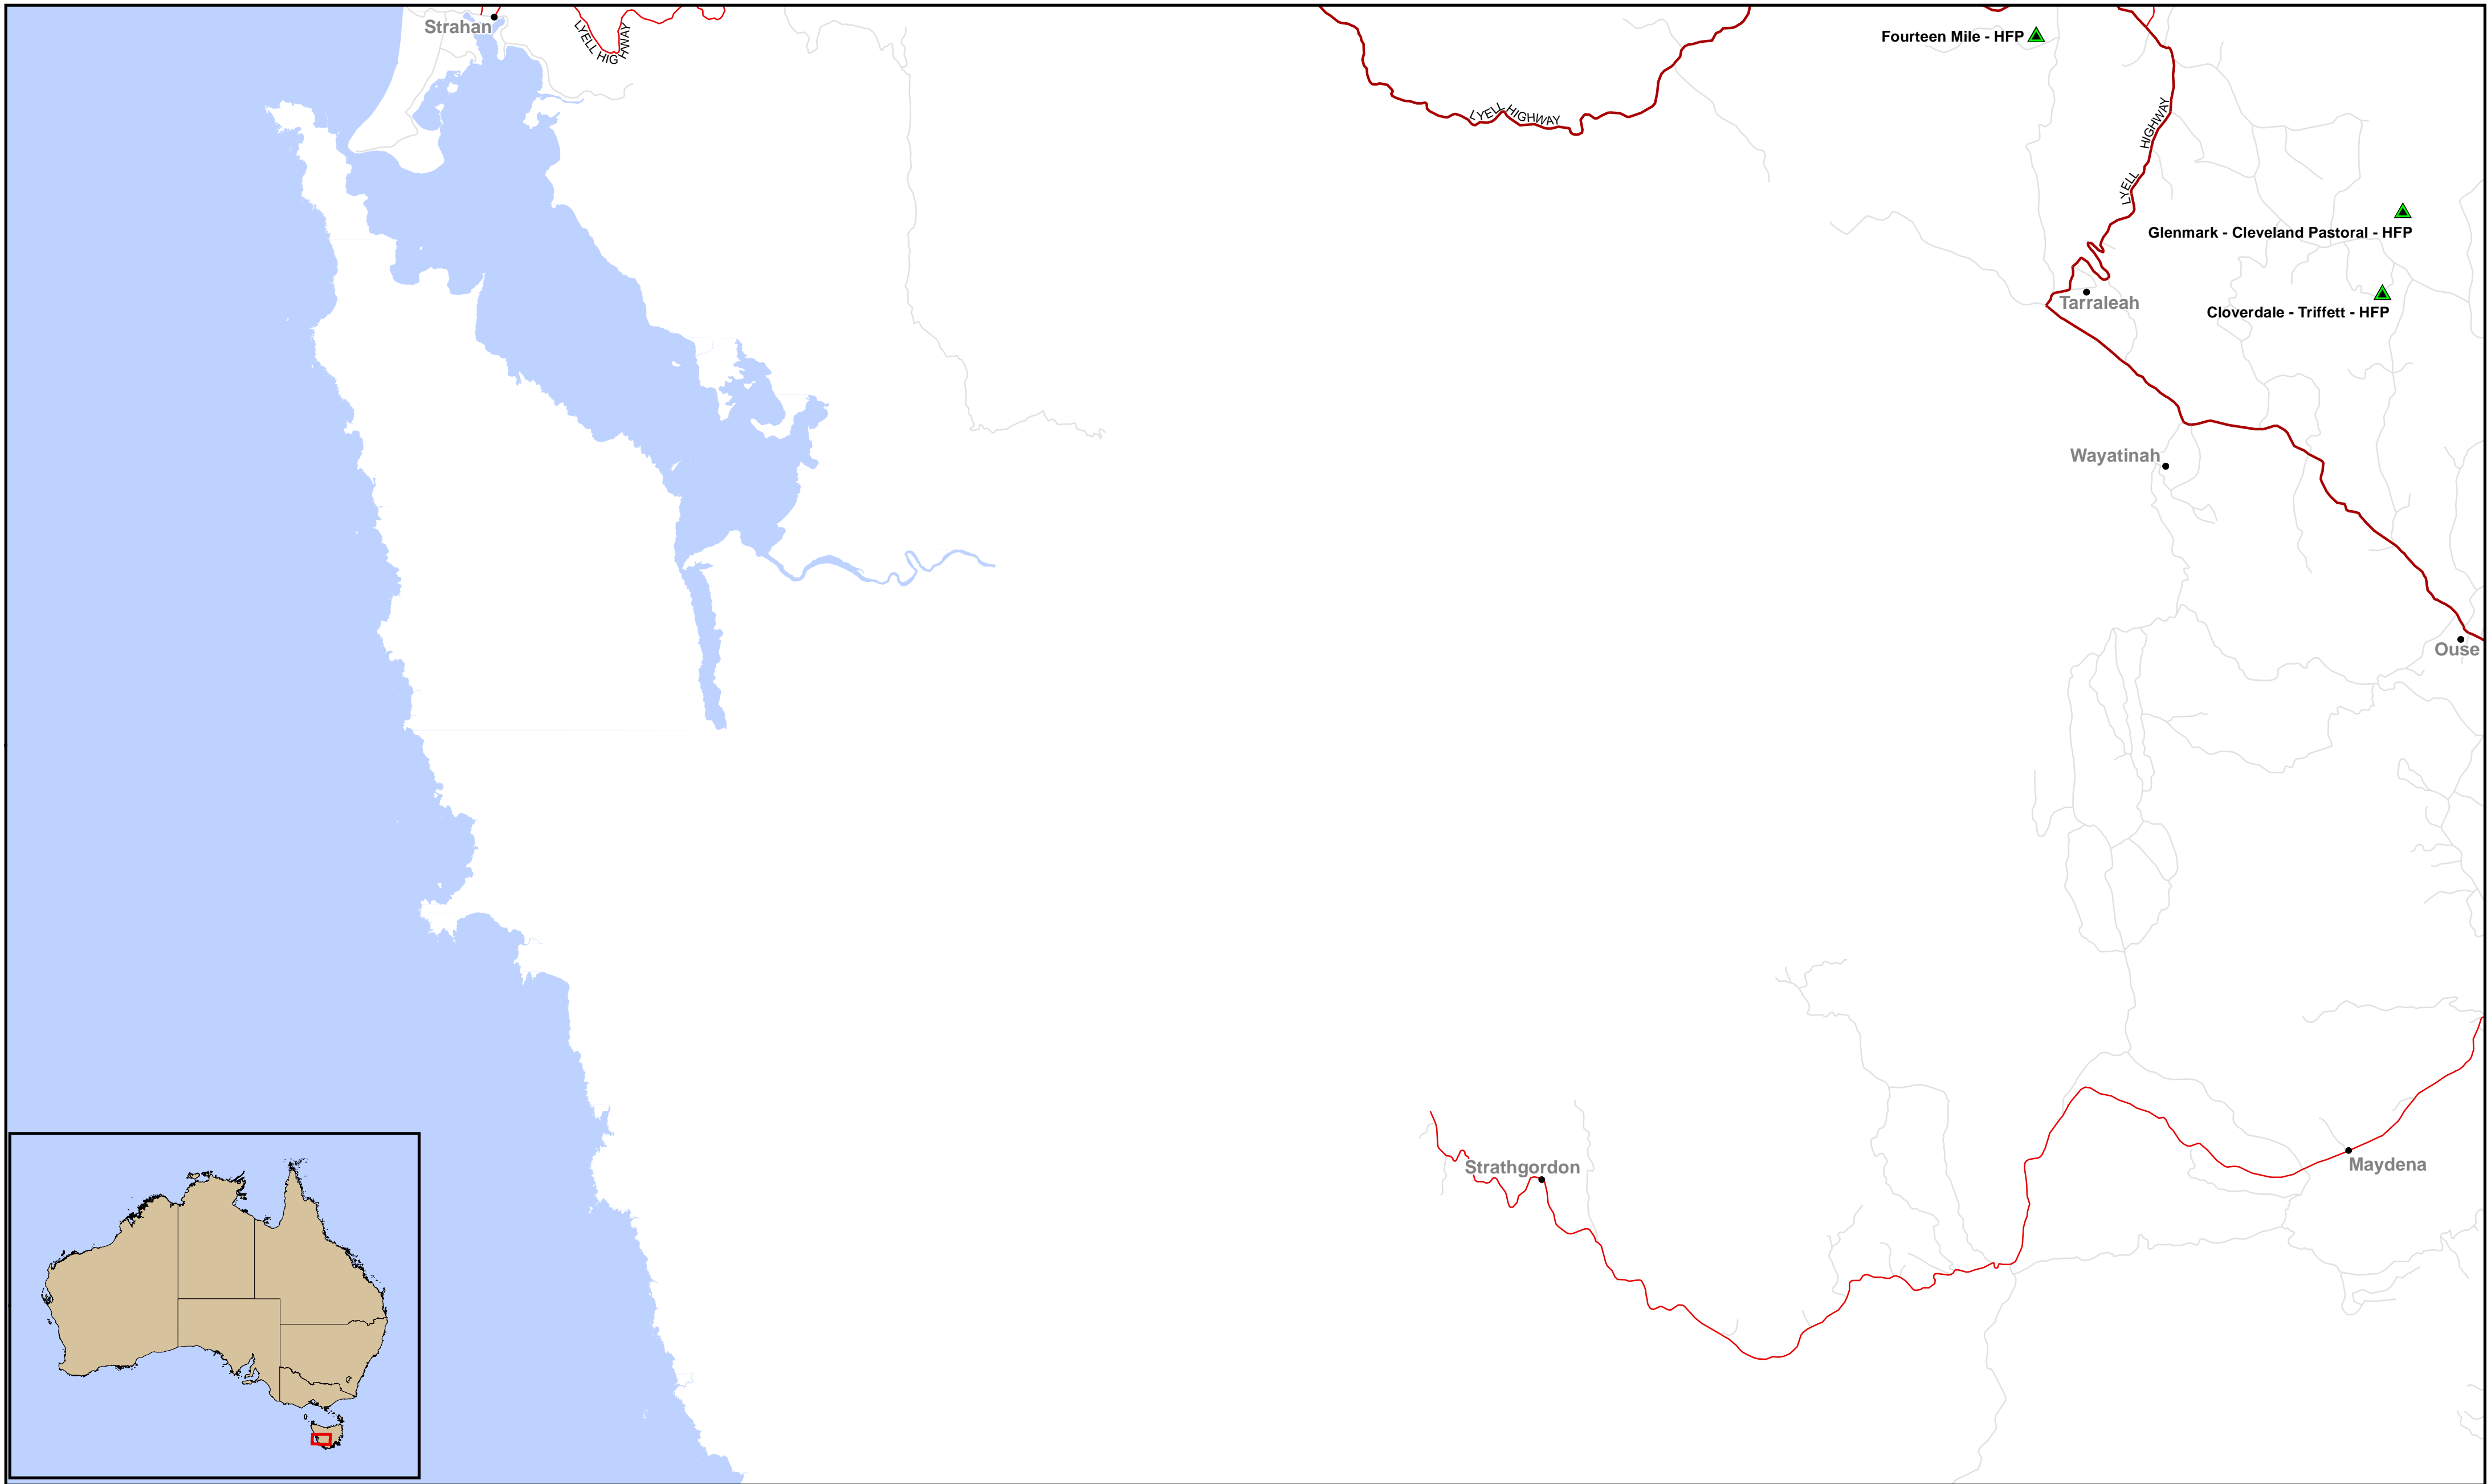 Strahan
LYELL HIGHWAY
Fourteen Mile - HFP
LYELL HIGHWAY
LYELL HIGHWAY
Glenmark - Cleveland Pastoral - HFP
Tarraleah
Cloverdale - Triffett - HFP
Wayatinah
Ouse
Strathgordon
Maydena